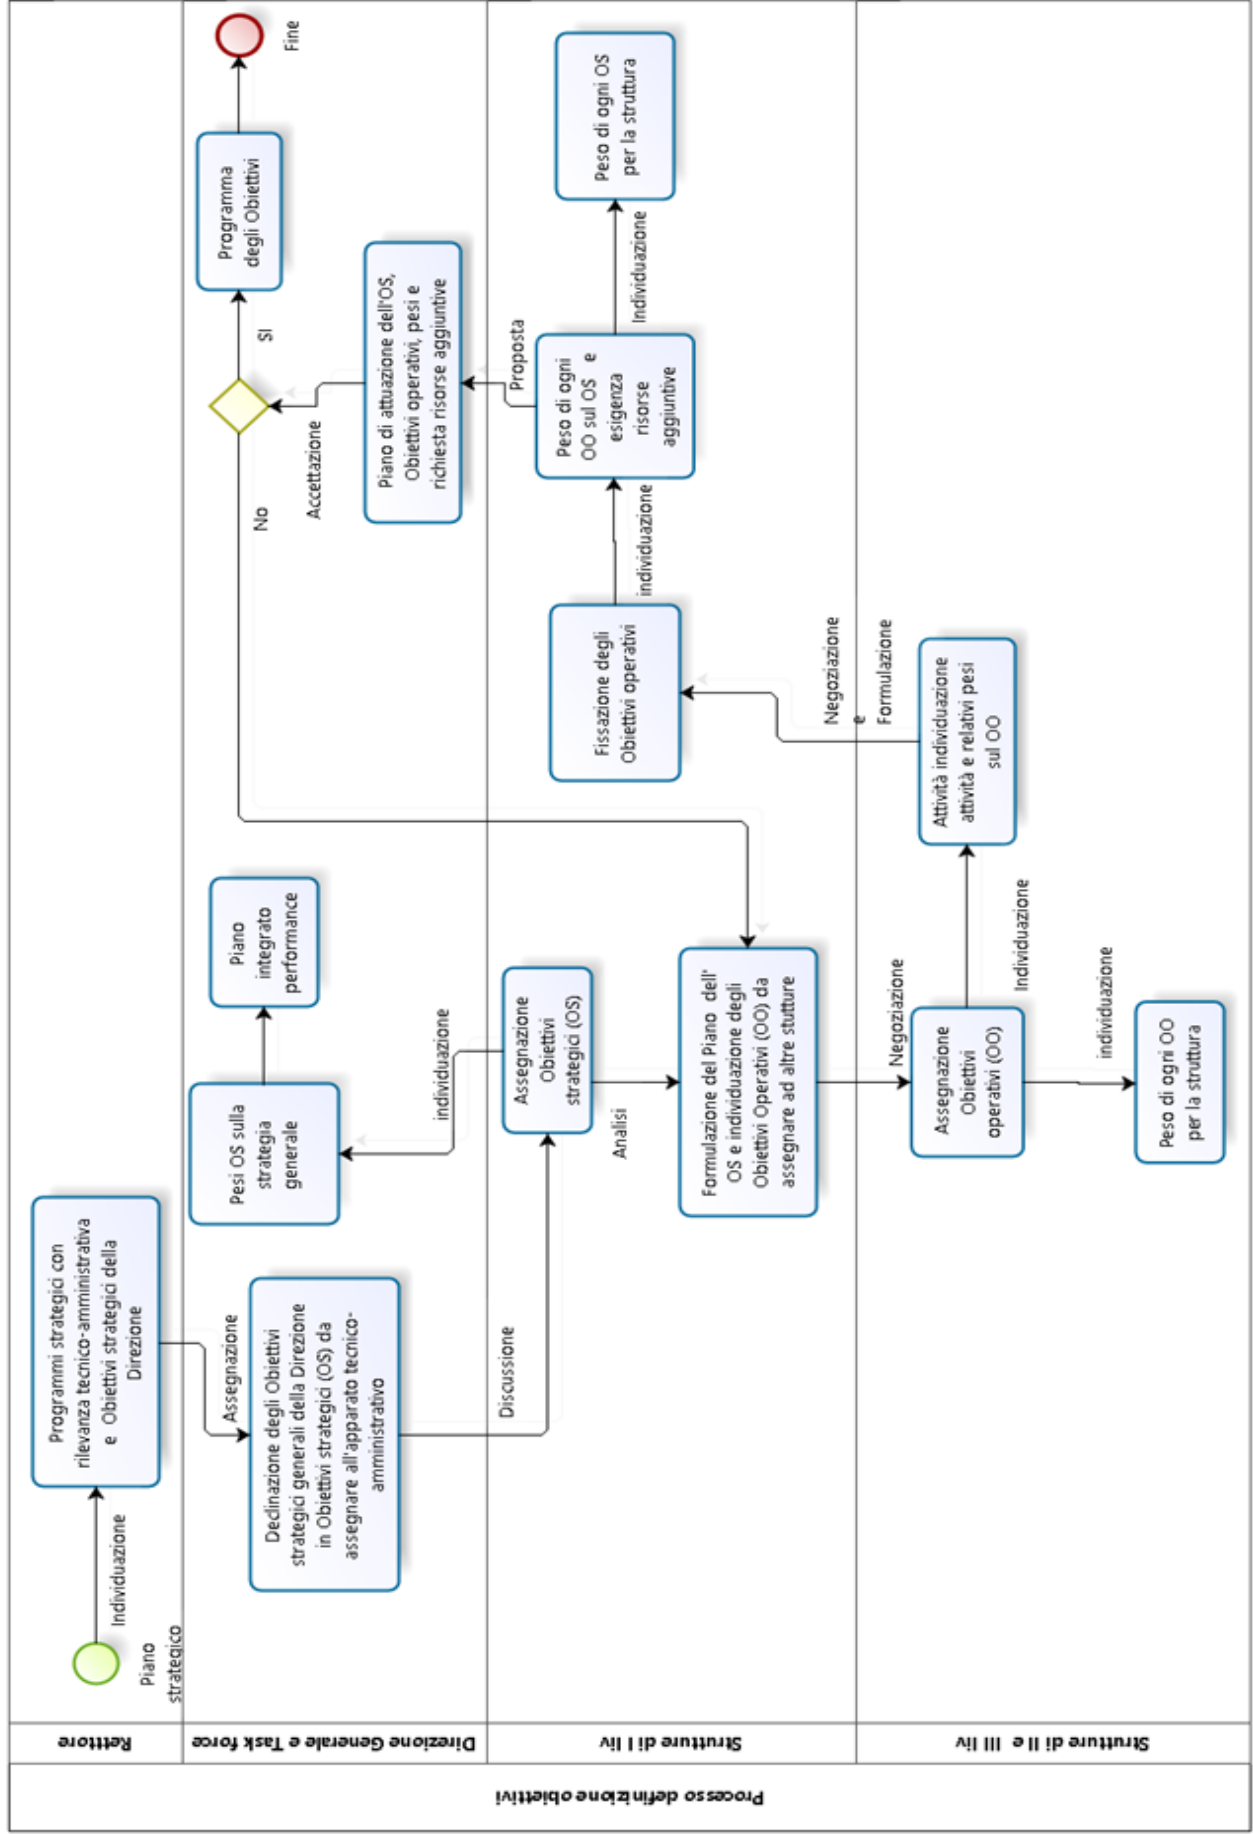 Processo definizione obiettivi
Retttore
Piano
strategico
Individuazione
Programmi strategici con
rilevanza tecnico-amministrativa
e Obiettivi strategici della
Direzione
Direzione Generale e Task force
Assegnazione
Declinazione degli Obiettivi
strategici generali della Direzione
in Obiettivi strategici (OS) da
assegnare all'apparato tecnico-
amministrativo
Pesi OS sulla
strategia
generale
Piano
integrato
performance
individuazione
No
Accettazione
SI
Piano di attuazione dell'OS,
Obiettivi operativi, pesi e
richiesta risorse aggiuntive
Programma
degli Obiettivi
Fine
Strutture di I liv
Discussione
Assegnazione
Obiettivi
strategici (OS)
Analisi
Formulazione del Piano dell'
OS e individuazione degli
Obiettivi Operativi (OO) da
assegnare ad altre stutture
Fissazione degli
Obiettivi operativi
individuazione
Peso di ogni
OO sul OS e
esigenza
risorse
aggiuntive
Proposta
Individuazione
Peso di ogni OS
per la struttura
Strutture di II e III liv
Negoziazione
Assegnazione
Obiettivi
operativi (OO)
individuazione
Peso di ogni OO
per la struttura
Individuazione
Attività individuazione
attività e relativi pesi
sul OO
Negoziazione
e
Formulazione